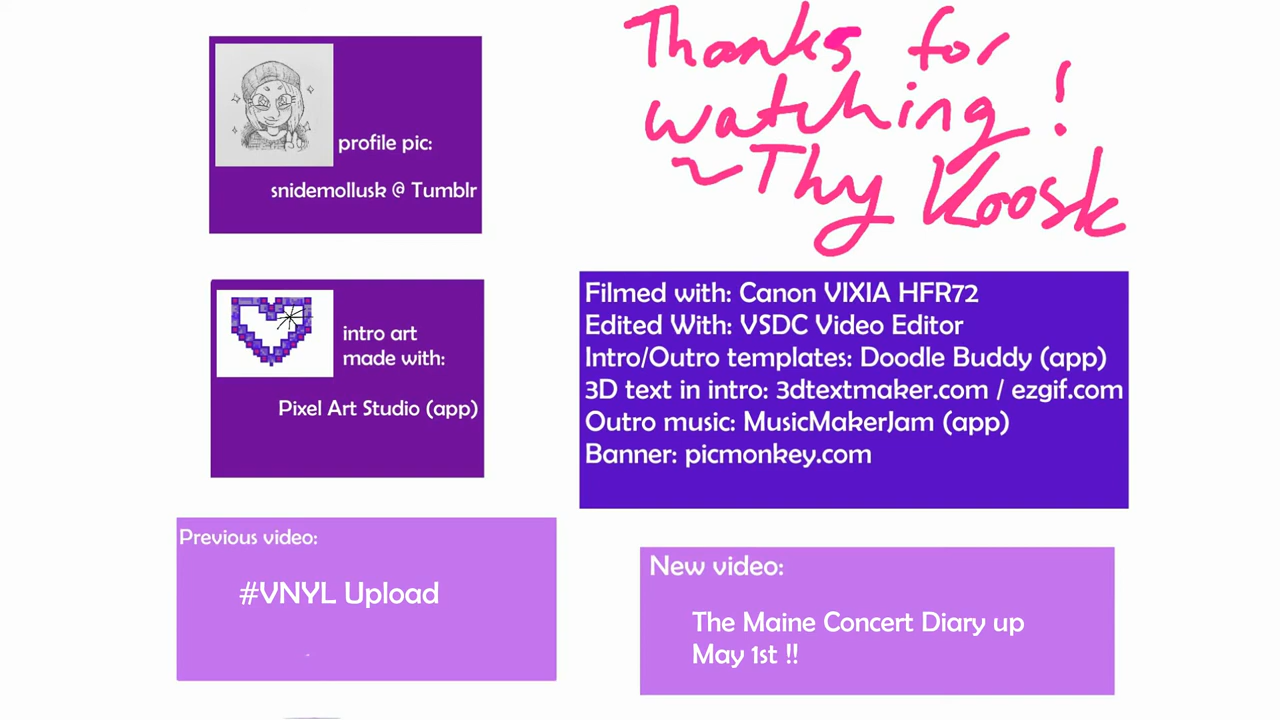 profile pic:
snidemollusk @ Tumblr
Thanks for
watching!
~Thy Koosk
intro art
made with:
Pixel Art Studio (app)
Filmed with: Canon VIXIA HFR72
Edited With: VSDC Video Editor
Intro/Outro templates: Doodle Buddy (app)
3D text in intro: 3dtextmaker.com / ezgif.com
Outro music: MusicMakerJam (app)
Banner: picmonkey.com
Previous video:
#VNYL Upload
New video:
The Maine Concert Diary up
May 1st !!